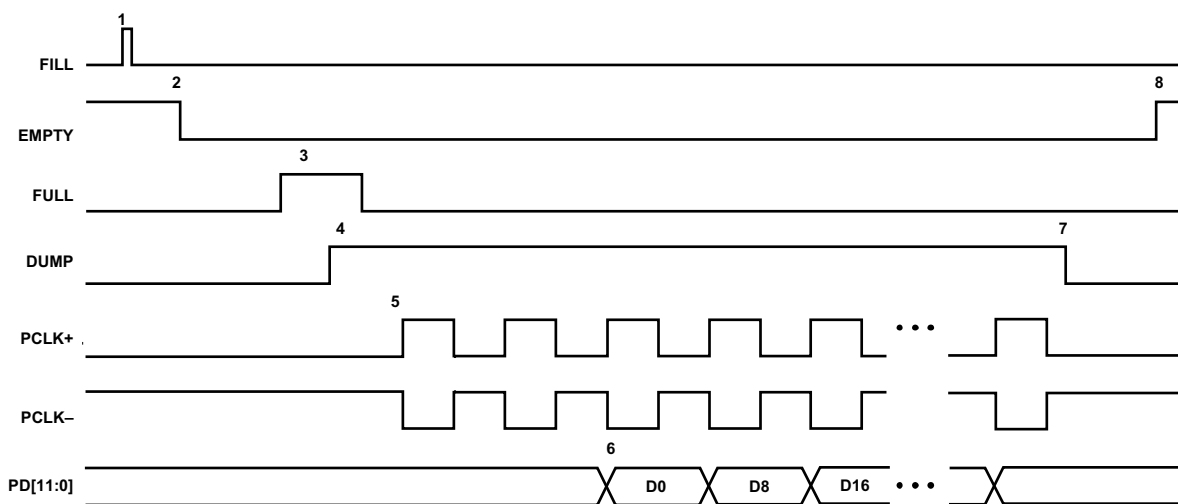 1
FILL
2
8
EMPTY
3
FULL
4
7
DUMP
5
PCLK+
PCLK–
6
PD[11:0]
D0
D8
D16